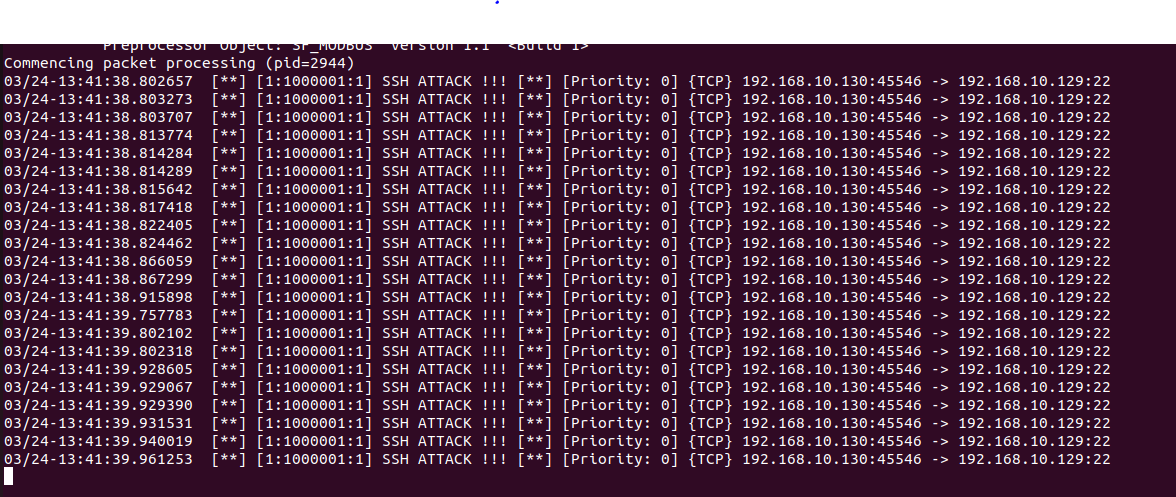 Preprocessor Object: SF_MODBUS  Version 1.1  <Build 1>
Commencing packet processing (pid=2944)
03/24-13:41:38.802657  [**] [1:1000001:1] SSH ATTACK !!! [**] [Priority: 0] {TCP} 192.168.10.130:45546 -> 192.168.10.129:22
03/24-13:41:38.803273  [**] [1:1000001:1] SSH ATTACK !!! [**] [Priority: 0] {TCP} 192.168.10.130:45546 -> 192.168.10.129:22
03/24-13:41:38.803707  [**] [1:1000001:1] SSH ATTACK !!! [**] [Priority: 0] {TCP} 192.168.10.130:45546 -> 192.168.10.129:22
03/24-13:41:38.813774  [**] [1:1000001:1] SSH ATTACK !!! [**] [Priority: 0] {TCP} 192.168.10.130:45546 -> 192.168.10.129:22
03/24-13:41:38.814284  [**] [1:1000001:1] SSH ATTACK !!! [**] [Priority: 0] {TCP} 192.168.10.130:45546 -> 192.168.10.129:22
03/24-13:41:38.814289  [**] [1:1000001:1] SSH ATTACK !!! [**] [Priority: 0] {TCP} 192.168.10.130:45546 -> 192.168.10.129:22
03/24-13:41:38.815642  [**] [1:1000001:1] SSH ATTACK !!! [**] [Priority: 0] {TCP} 192.168.10.130:45546 -> 192.168.10.129:22
03/24-13:41:38.817418  [**] [1:1000001:1] SSH ATTACK !!! [**] [Priority: 0] {TCP} 192.168.10.130:45546 -> 192.168.10.129:22
03/24-13:41:38.822405  [**] [1:1000001:1] SSH ATTACK !!! [**] [Priority: 0] {TCP} 192.168.10.130:45546 -> 192.168.10.129:22
03/24-13:41:38.824462  [**] [1:1000001:1] SSH ATTACK !!! [**] [Priority: 0] {TCP} 192.168.10.130:45546 -> 192.168.10.129:22
03/24-13:41:38.866059  [**] [1:1000001:1] SSH ATTACK !!! [**] [Priority: 0] {TCP} 192.168.10.130:45546 -> 192.168.10.129:22
03/24-13:41:38.867299  [**] [1:1000001:1] SSH ATTACK !!! [**] [Priority: 0] {TCP} 192.168.10.130:45546 -> 192.168.10.129:22
03/24-13:41:38.915898  [**] [1:1000001:1] SSH ATTACK !!! [**] [Priority: 0] {TCP} 192.168.10.130:45546 -> 192.168.10.129:22
03/24-13:41:39.757783  [**] [1:1000001:1] SSH ATTACK !!! [**] [Priority: 0] {TCP} 192.168.10.130:45546 -> 192.168.10.129:22
03/24-13:41:39.802102  [**] [1:1000001:1] SSH ATTACK !!! [**] [Priority: 0] {TCP} 192.168.10.130:45546 -> 192.168.10.129:22
03/24-13:41:39.802318  [**] [1:1000001:1] SSH ATTACK !!! [**] [Priority: 0] {TCP} 192.168.10.130:45546 -> 192.168.10.129:22
03/24-13:41:39.928605  [**] [1:1000001:1] SSH ATTACK !!! [**] [Priority: 0] {TCP} 192.168.10.130:45546 -> 192.168.10.129:22
03/24-13:41:39.929067  [**] [1:1000001:1] SSH ATTACK !!! [**] [Priority: 0] {TCP} 192.168.10.130:45546 -> 192.168.10.129:22
03/24-13:41:39.929390  [**] [1:1000001:1] SSH ATTACK !!! [**] [Priority: 0] {TCP} 192.168.10.130:45546 -> 192.168.10.129:22
03/24-13:41:39.931531  [**] [1:1000001:1] SSH ATTACK !!! [**] [Priority: 0] {TCP} 192.168.10.130:45546 -> 192.168.10.129:22
03/24-13:41:39.940019  [**] [1:1000001:1] SSH ATTACK !!! [**] [Priority: 0] {TCP} 192.168.10.130:45546 -> 192.168.10.129:22
03/24-13:41:39.961253  [**] [1:1000001:1] SSH ATTACK !!! [**] [Priority: 0] {TCP} 192.168.10.130:45546 -> 192.168.10.129:22